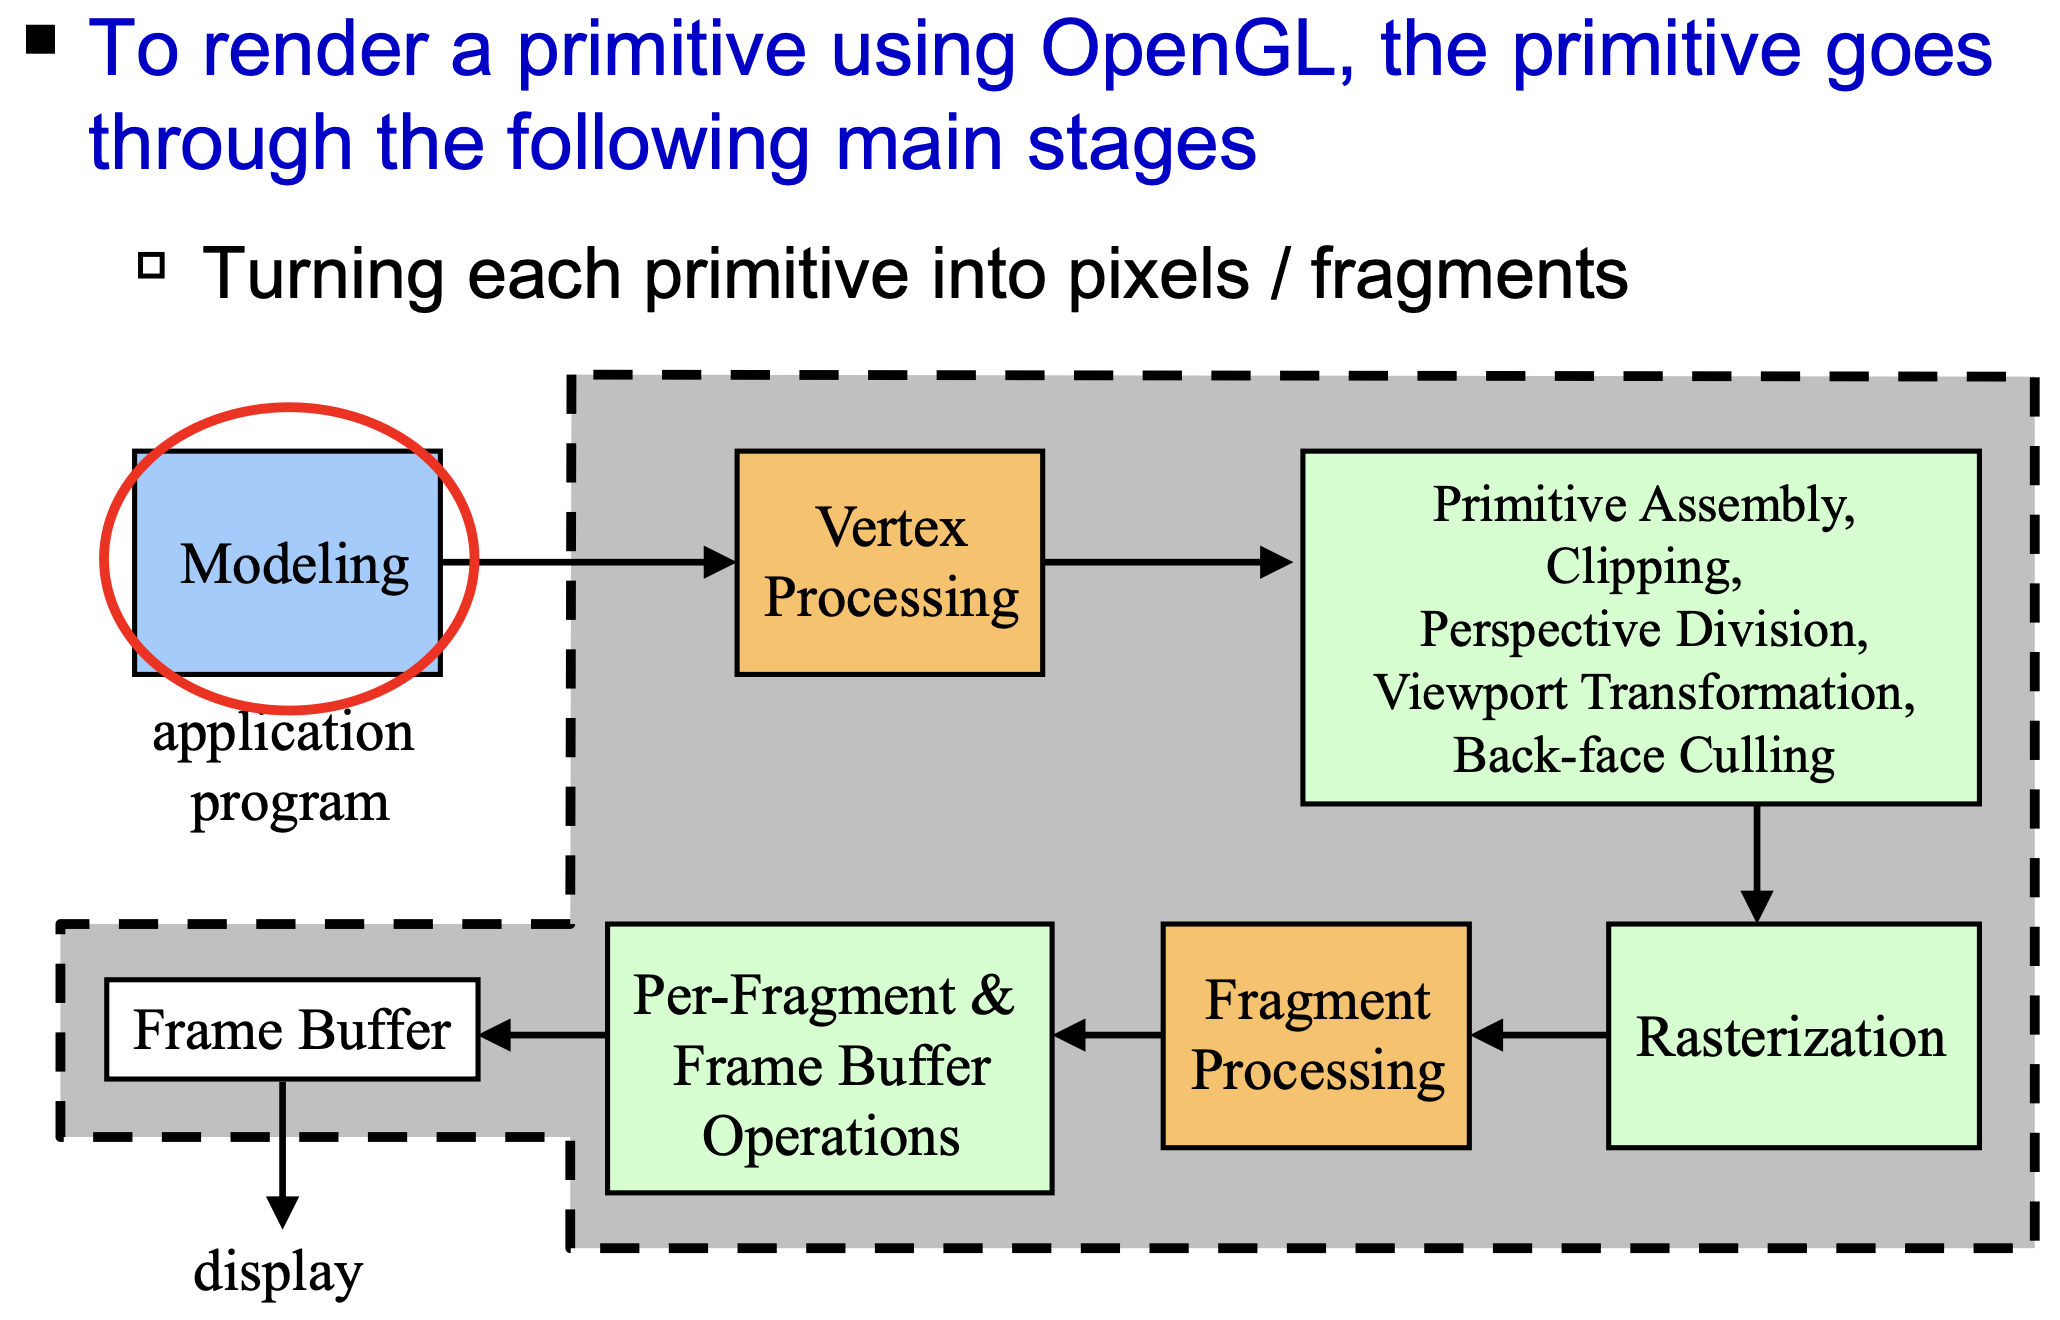 To render a primitive using OpenGL, the primitive goes
through the following main stages
Turning each primitive into pixels / fragments
Modeling
application
program
Vertex
Processing
Primitive Assembly,
Clipping,
Perspective Division,
Viewport Transformation,
Back-face Culling
Rasterization
Fragment
Processing
Per-Fragment &
Frame Buffer
Operations
Frame Buffer
display